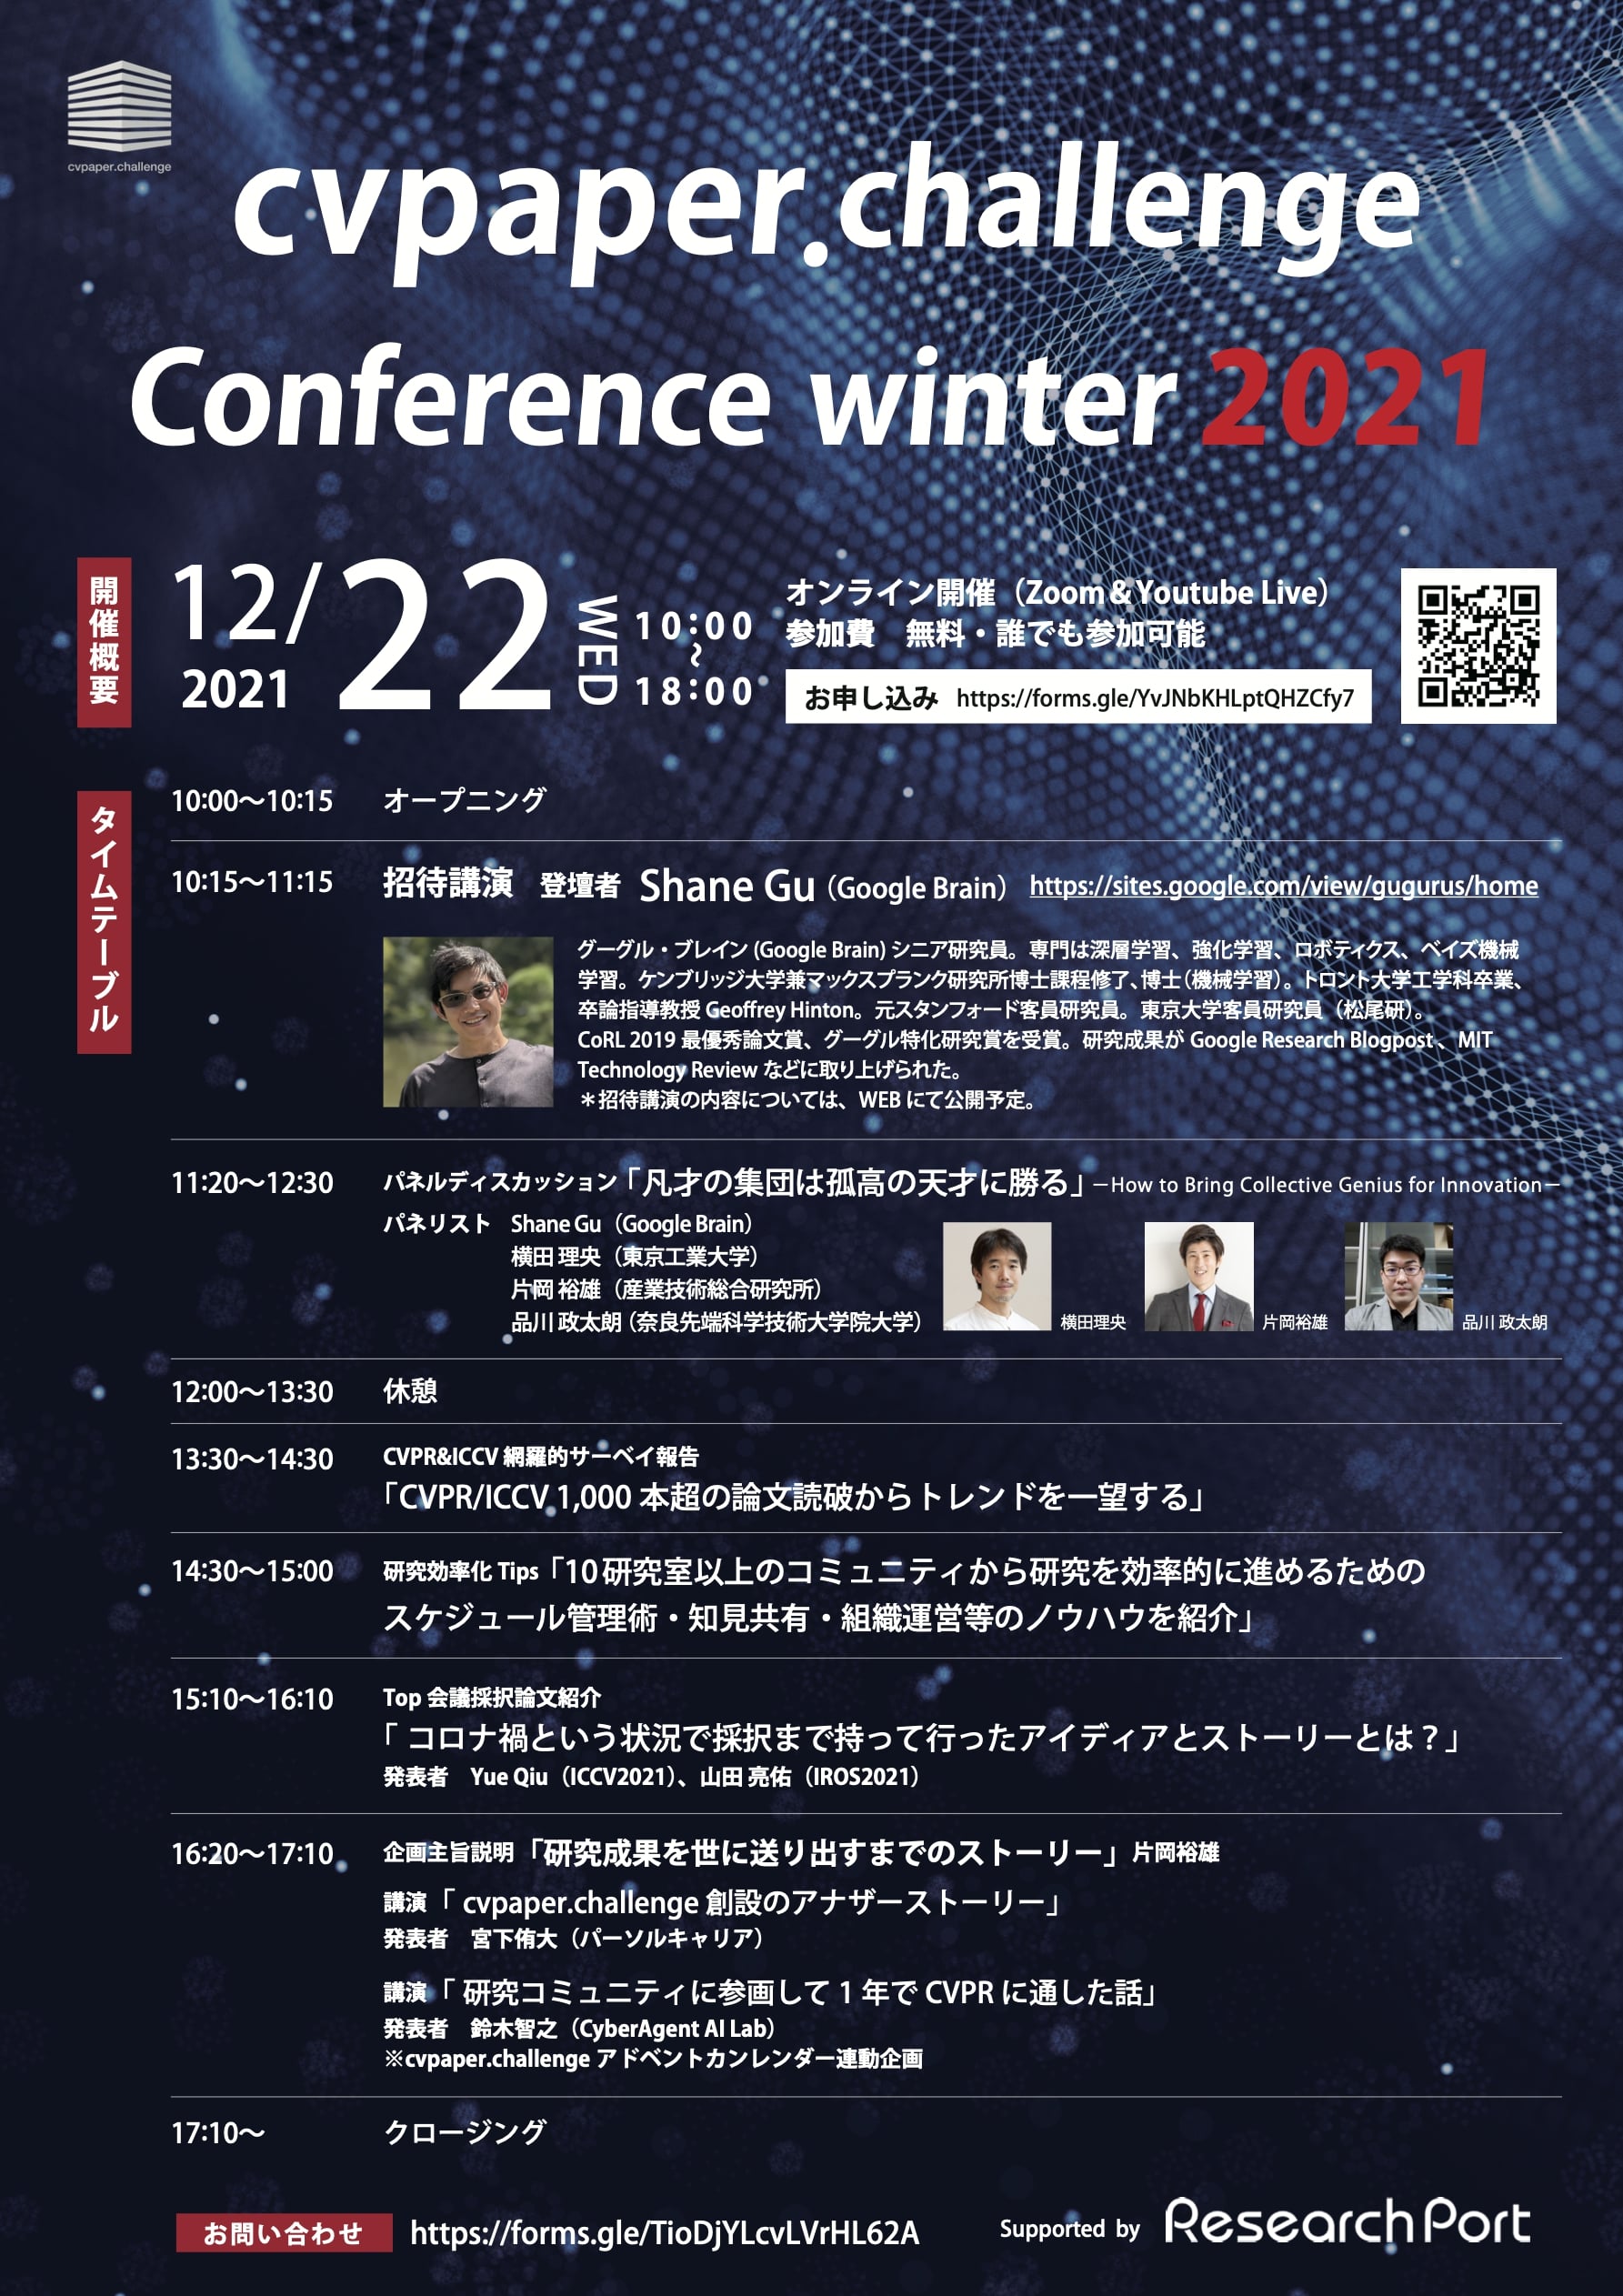 cvpaper.challenge
cvpaper.challenge
Conference winter 2021
開催概要
12/22
2021
WED
10:00
〜
18:00
オンライン開催（Zoom＆Youtube Live）
参加費　無料・誰でも参加可能
お申し込み　https://forms.gle/YvJNbKHLptQHZCfy7
タイムテーブル
10:00〜10:15　オープニング
10:15〜11:15　招待講演　登壇者　Shane Gu（Google Brain）　https://sites.google.com/view/gugurus/home
グーグル・ブレイン (Google Brain) シニア研究員。専門は深層学習、強化学習、ロボティクス、ベイズ機械
学習。ケンブリッジ大学兼マックスプランク研究所博士課程修了、博士（機械学習）。トロント大学工学科卒業、
卒論指導教授 Geoffrey Hinton。元スタンフォード客員研究員。東京大学客員研究員（松尾研）。
CoRL 2019 最優秀論文賞、グーグル特化研究賞を受賞。研究成果が Google Research Blogpost 、MIT
Technology Review などに取り上げられた。
＊招待講演の内容については、WEB にて公開予定。
11:20〜12:30　パネルディスカッション「凡才の集団は孤高の天才に勝る」－How to Bring Collective Genius for Innovation－
パネリスト　Shane Gu（Google Brain）
横田 理央（東京工業大学）
片岡 裕雄（産業技術総合研究所）
品川 政太朗（奈良先端科学技術大学院大学）
横田理央
片岡裕雄
品川 政太朗
12:00〜13:30　休憩
13:30〜14:30　CVPR&ICCV 網羅的サーベイ報告
「CVPR/ICCV 1,000 本超の論文読破からトレンドを一望する」
14:30〜15:00　研究効率化 Tips「10 研究室以上のコミュニティから研究を効率的に進めるための
スケジュール管理術・知見共有・組織運営等のノウハウを紹介」
15:10〜16:10　Top 会議採択論文紹介
「 コロナ禍という状況で採択まで持って行ったアイディアとストーリーとは？」
発表者　Yue Qiu（ICCV2021）、山田 亮佑（IROS2021）
16:20〜17:10　企画主旨説明「研究成果を世に送り出すまでのストーリー」片岡裕雄
講演「 cvpaper.challenge 創設のアナザーストーリー」
発表者　宮下侑大（パーソルキャリア）
講演「 研究コミュニティに参画して 1 年で CVPR に通した話」
発表者　鈴木智之（CyberAgent AI Lab）
※cvpaper.challenge アドベントカンレンダー連動企画
17:10〜　クロージング
お問い合わせ　https://forms.gle/TioDjYLcvLVrHL62A
Supported by ResearchPort